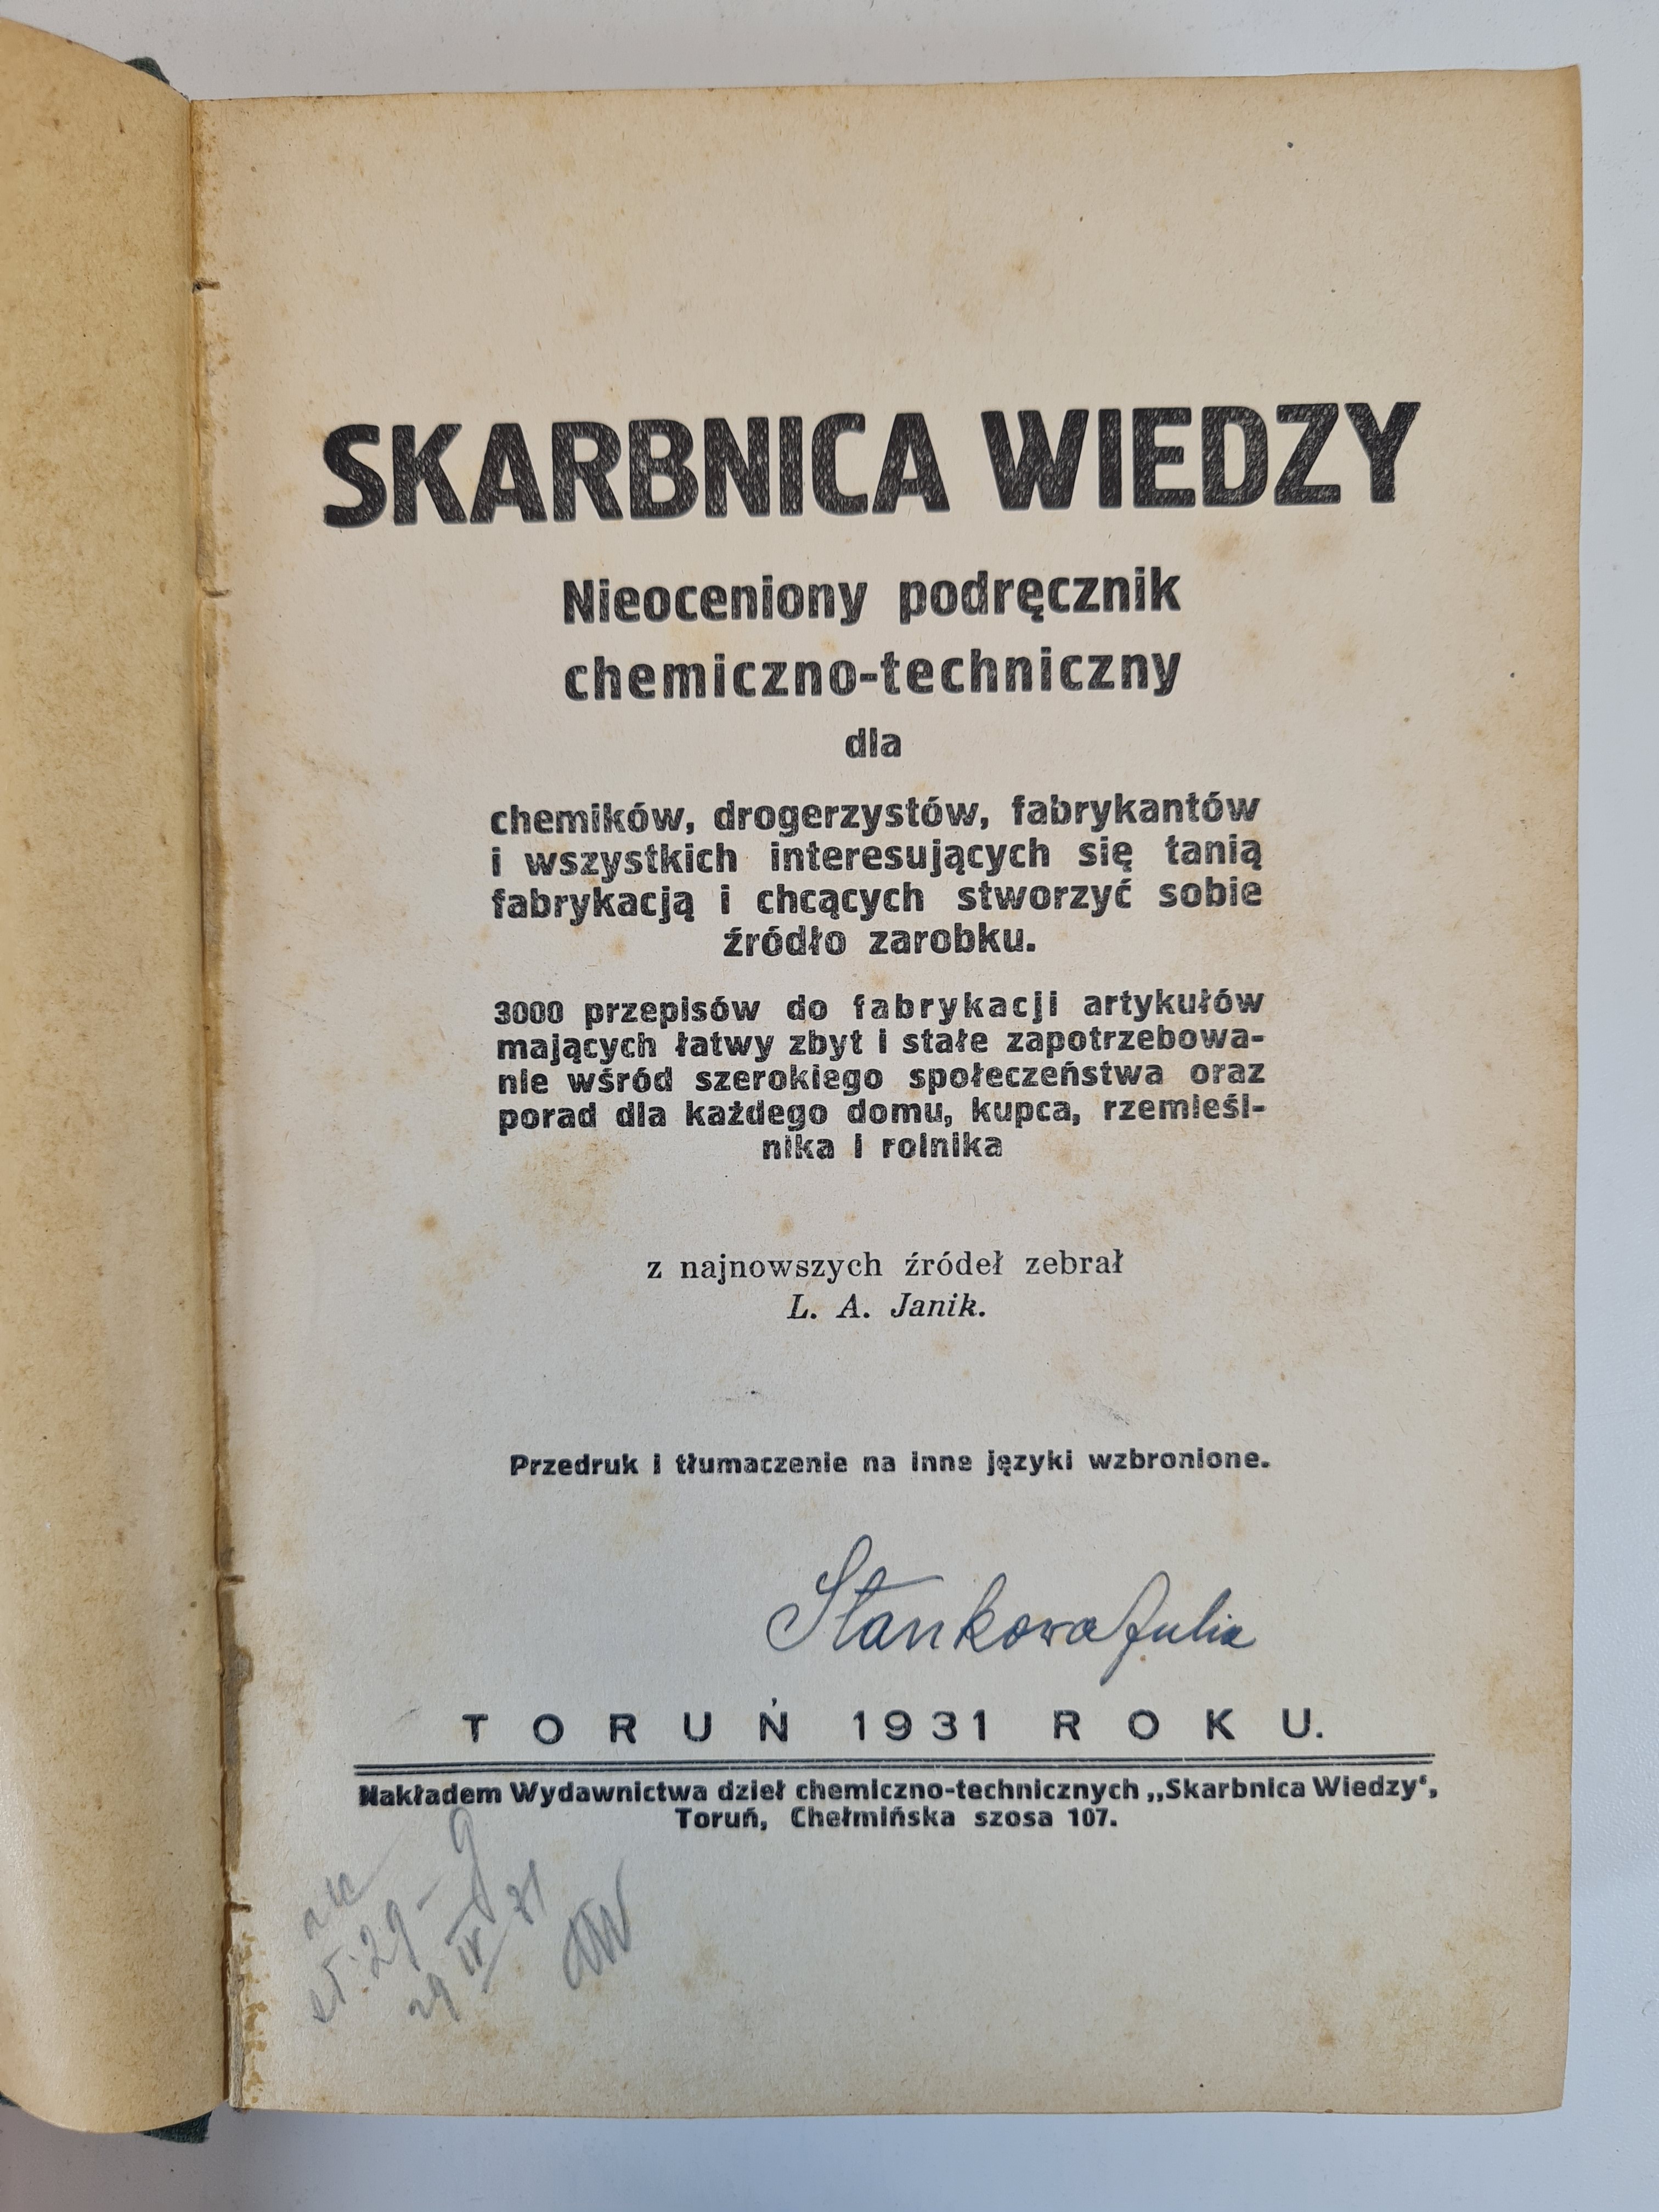 SKARBNICA WIEDZY
Nieoceniony podręcznik
chemiczno-techniczny
dla
chemików, drogerzystów, fabrykantów
i wszystkich interesujących się tanią
fabrykacją i chcących stworzyć sobie
źródło zarobku.
3000 przepisów do fabrykacji artykułów
mających łatwy zbyt i stałe zapotrzebowa-
nie wśród szerokiego społeczeństwa oraz
porad dla każdego domu, kupca, rzemieśl-
nika i rolnika
z najnowszych źródeł zebrał
L. A. Janik.
Przedruk i tłumaczenie na inne języki wzbronione.
Stankowa Julia
TORUŃ 1931 ROKU.
Nakładem Wydawnictwa dzieł chemiczno-technicznych ,,Skarbnica Wiedzy‘,
Toruń, Chełmińska szosa 107.